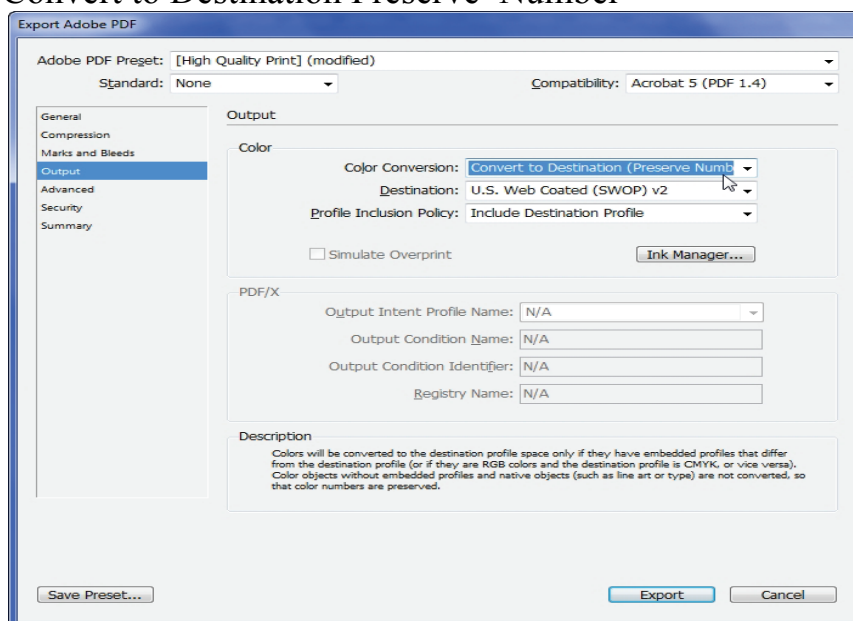 Convert to Destination Preserve Number
Export Adobe PDF
Adobe PDF Preset: [High Quality Print] (modified)
Standard: None Compatibility: Acrobat 5 (PDF 1.4)
General
Compression
Marks and Bleeds
Output
Advanced
Security
Summary
Output
Color
Color Conversion: Convert to Destination (Preserve Numb
Destination: U.S. Web Coated (SWOP) v2
Profile Inclusion Policy: Include Destination Profile
Simulate Overprint Ink Manager...
PDF/X
Output Intent Profile Name: N/A
Output Condition Name: N/A
Output Condition Identifier: N/A
Registry Name: N/A
Description
Colors will be converted to the destination profile space only if they have embedded profiles that differ
from the destination profile (or if they are RGB colors and the destination profile is CMYK, or vice versa).
Color objects without embedded profiles and native objects (such as line art or type) are not converted, so
that color numbers are preserved.
Save Preset... Export Cancel